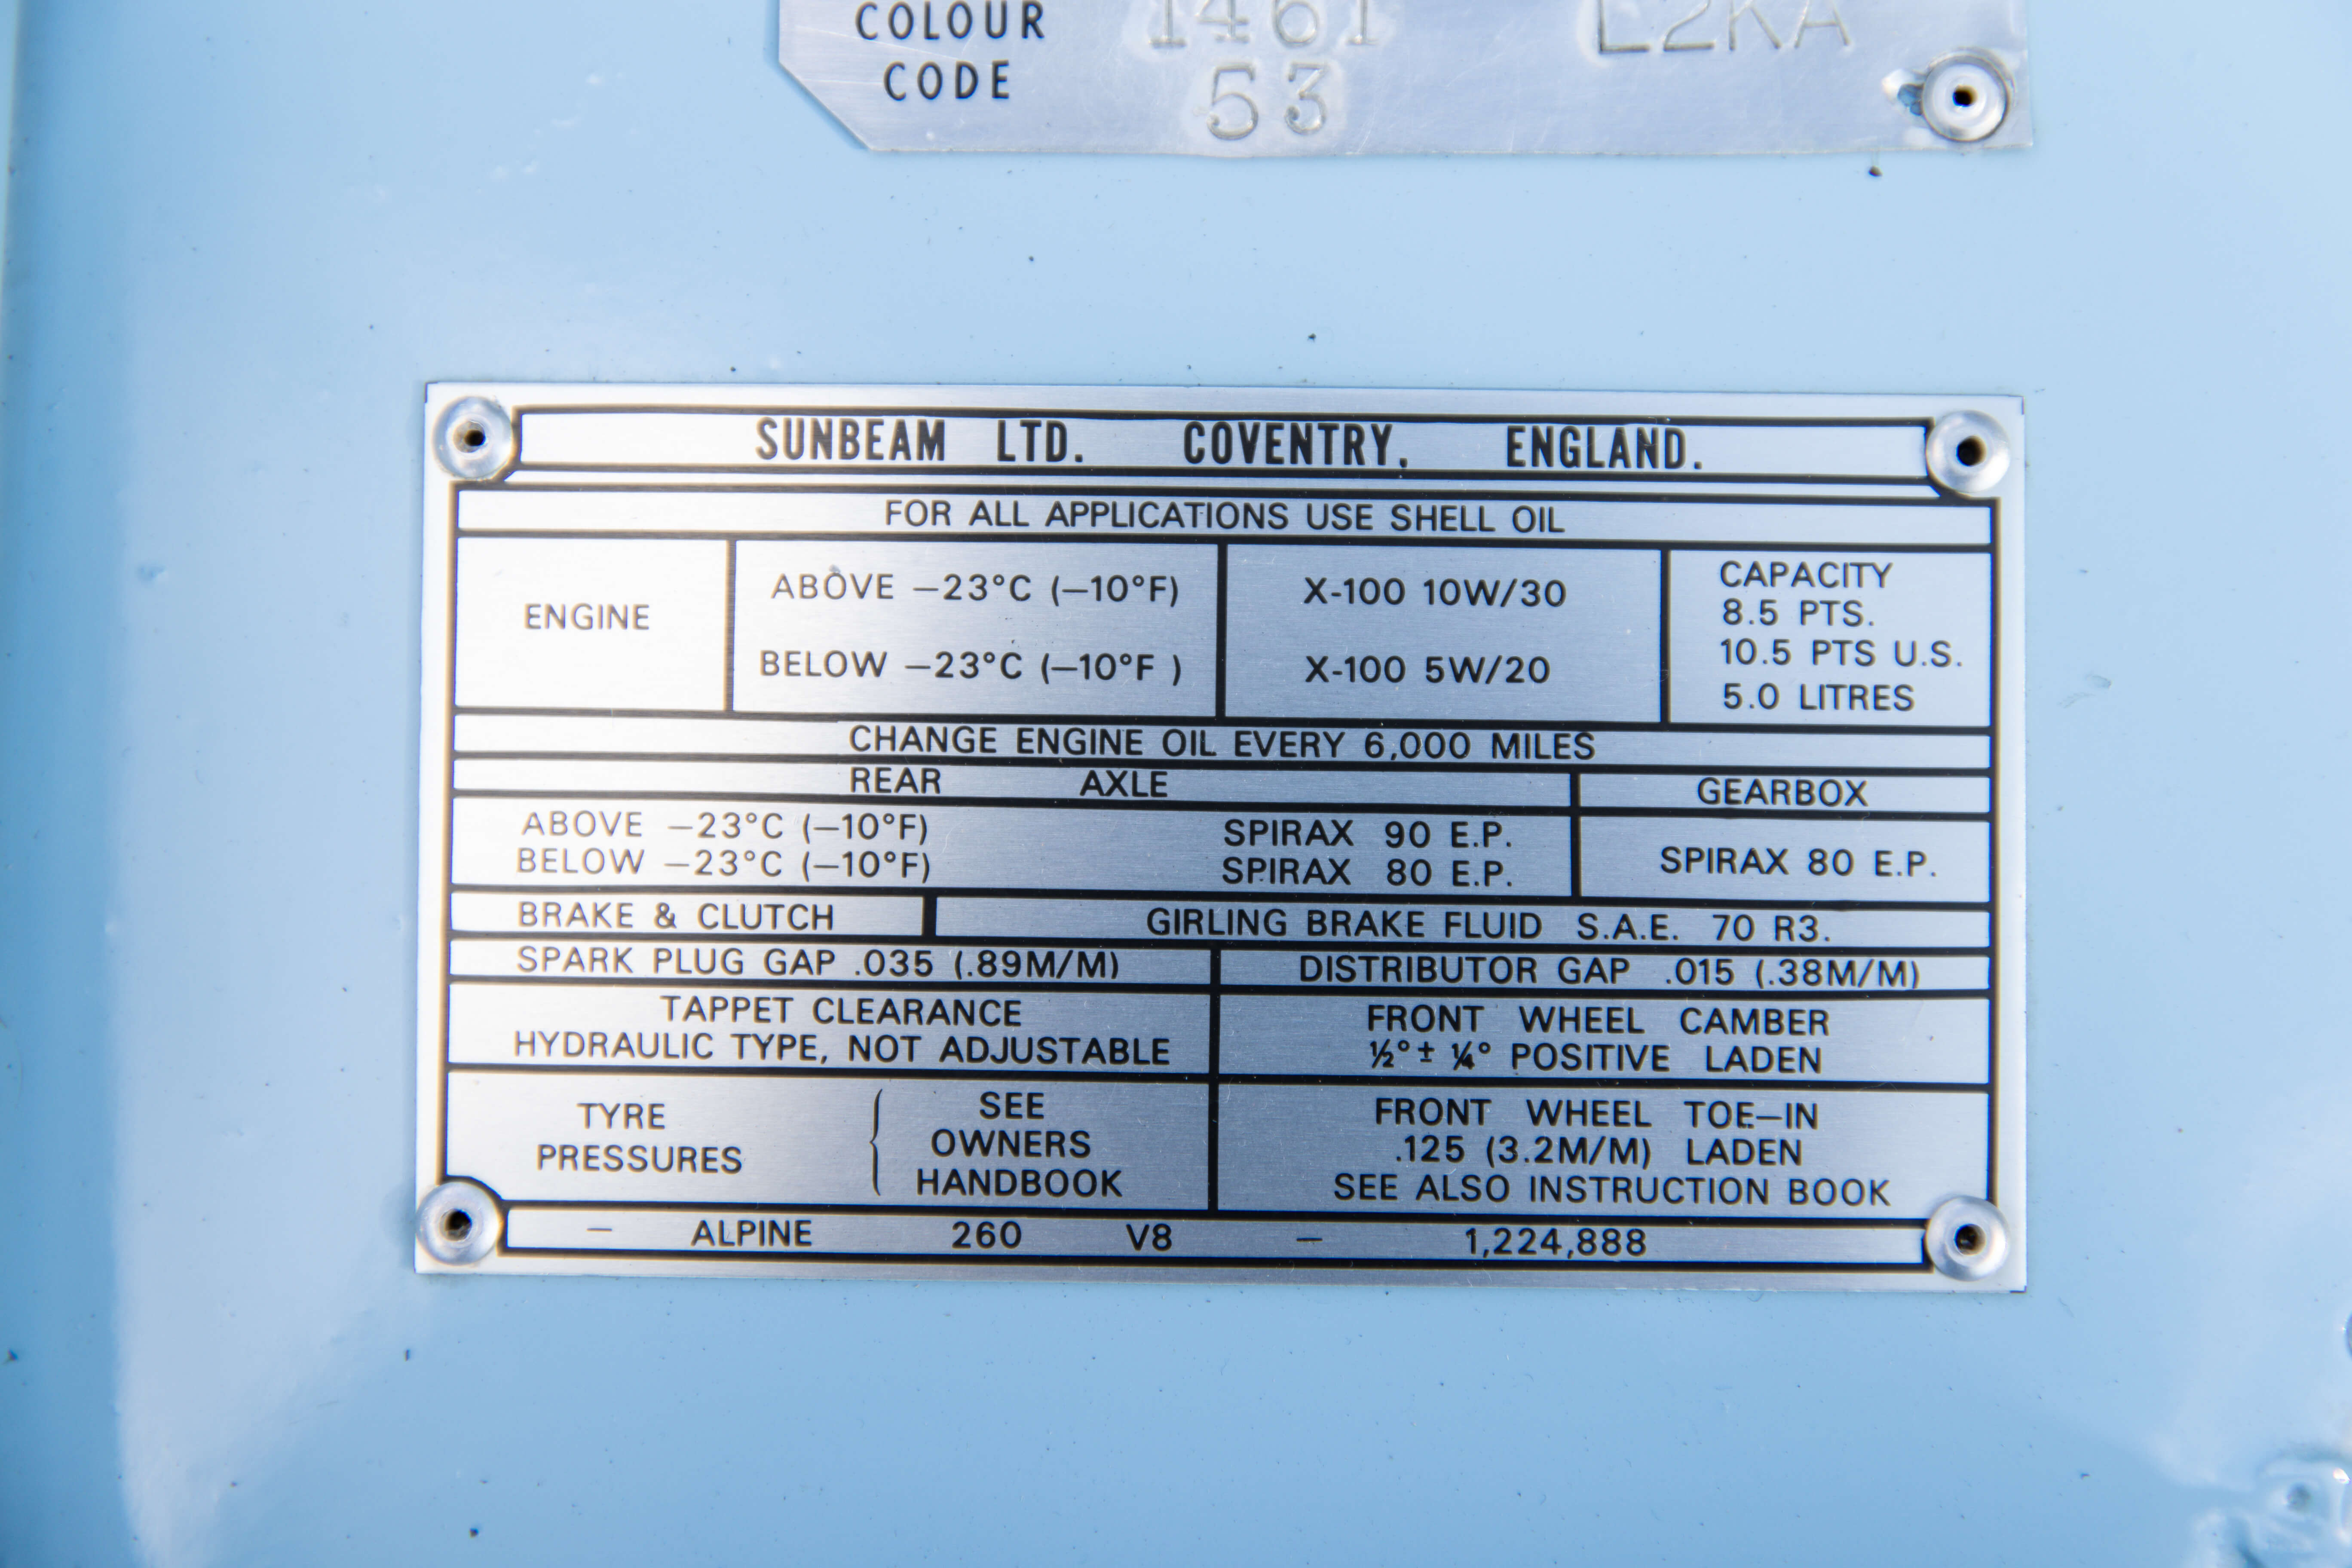 COLOUR 1461 L2KA
CODE 53
SUNBEAM LTD. COVENTRY, ENGLAND.
FOR ALL APPLICATIONS USE SHELL OIL
ENGINE
ABOVE –23°C (–10°F)
BELOW –23°C (–10°F )
X-100 10W/30
X-100 5W/20
CAPACITY
8.5 PTS.
10.5 PTS U.S.
5.0 LITRES
CHANGE ENGINE OIL EVERY 6,000 MILES
REAR AXLE
GEARBOX
ABOVE –23°C (–10°F) SPIRAX 90 E.P.
BELOW –23°C (–10°F) SPIRAX 80 E.P.
SPIRAX 80 E.P.
BRAKE & CLUTCH
GIRLING BRAKE FLUID S.A.E. 70 R3.
SPARK PLUG GAP .035 (.89M/M)
DISTRIBUTOR GAP .015 (.38M/M)
TAPPET CLEARANCE
HYDRAULIC TYPE, NOT ADJUSTABLE
FRONT WHEEL CAMBER
½°± ¼° POSITIVE LADEN
TYRE
PRESSURES
SEE
OWNERS
HANDBOOK
FRONT WHEEL TOE–IN
.125 (3.2M/M) LADEN
SEE ALSO INSTRUCTION BOOK
– ALPINE 260 V8 – 1,224,888